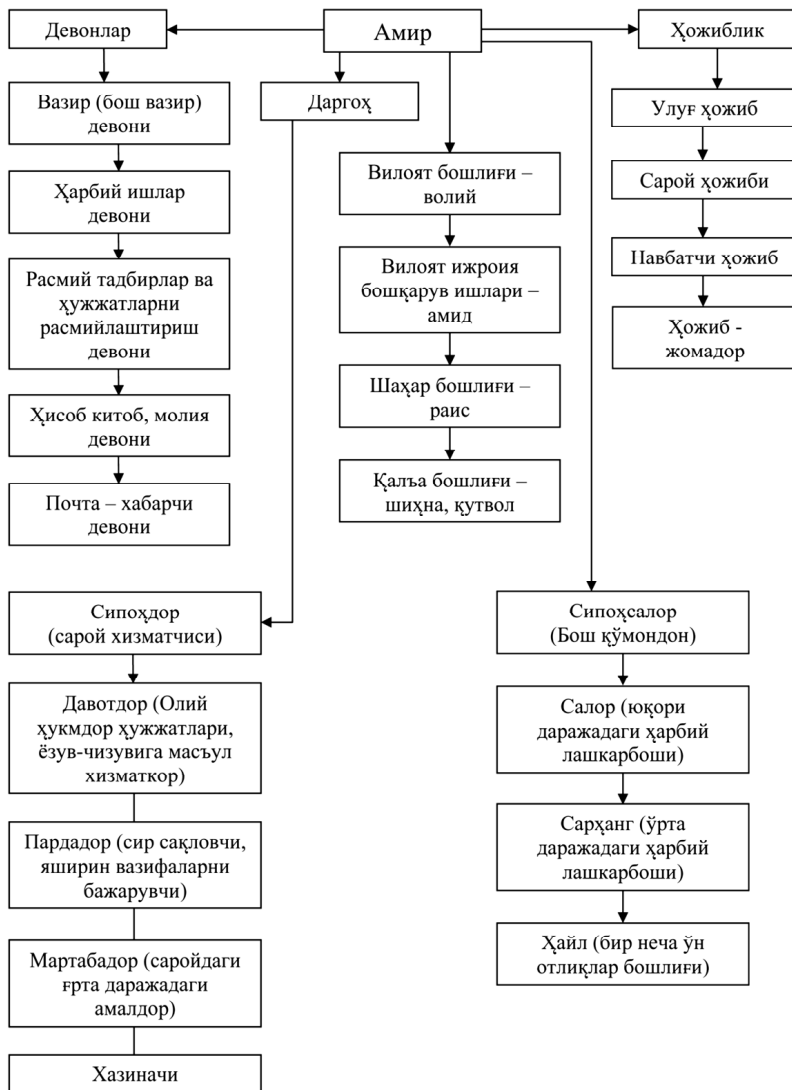 Девонлар
Амир
Ҳожиблик
Вазир (бош вазир)
девони
Даргоҳ
Улуғ ҳожиб
Ҳарбий ишлар
девони
Вилоят бошлиғи –
волий
Сарой ҳожиби
Расмий тадбирлар ва
ҳужжатларни
расмийлаштириш
девони
Вилоят ижроия
бошқарув ишлари –
амид
Навбатчи ҳожиб
Ҳожиб -
жомадор
Ҳисоб китоб, молия
девони
Шаҳар бошлиғи –
раис
Почта – хабарчи
девони
Қалъа бошлиғи –
шиҳна, қутвол
Сипоҳдор
(сарой хизматчиси)
Давотдор (Олий
ҳукмдор ҳужжатлари,
ёзув-чизувига масъул
хизматкор)
Пардадор (сир сақловчи,
яширин вазифаларни
бажарувчи)
Мартабадор (саройдаги
ғрта даражадаги
амалдор)
Хазиначи
Сипоҳсалор
(Бош қўмондон)
Салор (юқори
даражадаги ҳарбий
лашкарбоши)
Сарҳанг (ўрта
даражадаги ҳарбий
лашкарбоши)
Ҳайл (бир неча ўн
отлиқлар бошлиғи)